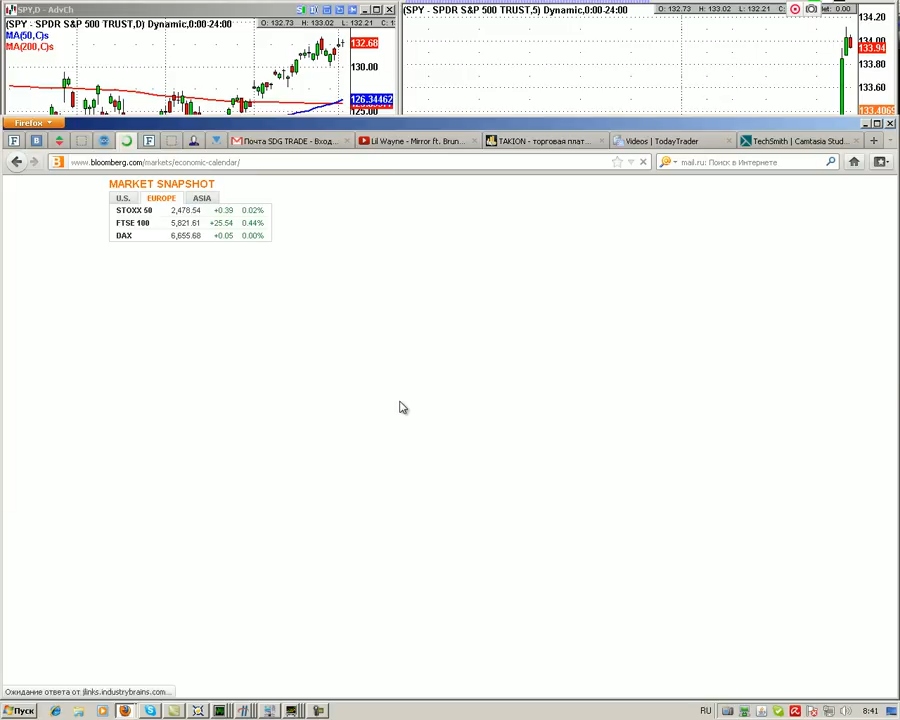 SPY,D - AdvCh
(SPY - SPDR S&P 500 TRUST,D) Dynamic,0:00-24:00
O: 132.73 H: 133.02 L: 132.21 C: 1
MA(50,C)s
MA(200,C)s
132.68
130.00
126.34462
125.00
(SPY - SPDR S&P 500 TRUST,5) Dynamic,0:00-24:00
O: 132.73 H: 133.02 L: 132.21 C: 1
et: 0.00
134.20
134.00
133.94
133.80
133.60
133.4069
Firefox
Почта SDG TRADE - Вход...
Lil Wayne - Mirror ft. Brun...
TAKION - торговая плат...
Videos | TodayTrader
TechSmith | Camtasia Stud...
www.bloomberg.com/markets/economic-calendar/
mail.ru: Поиск в Интернете
MARKET SNAPSHOT
U.S. EUROPE ASIA
STOXX 50 2,478.54 +0.39 0.02%
FTSE 100 5,821.61 +25.54 0.44%
DAX 6,655.68 +0.05 0.00%
Ожидание ответа от jlinks.industrybrains.com...
Пуск
RU
8:41